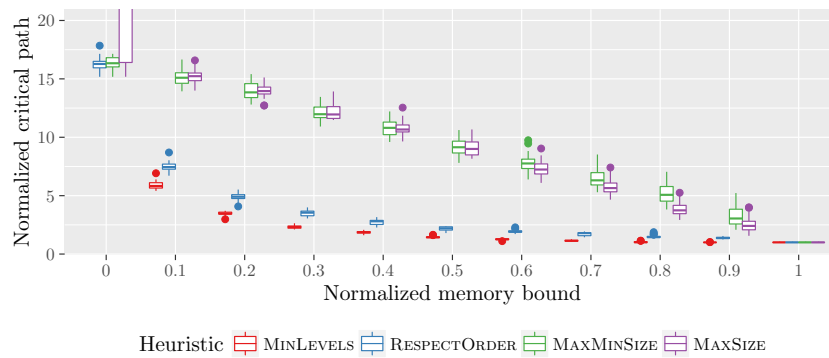 20
15
10
5
0
Normalized critical path
0 0.1 0.2 0.3 0.4 0.5 0.6 0.7 0.8 0.9 1
Normalized memory bound
Heuristic MINLEVELS RESPECTORDER MAXMINSIZE MAXSIZE